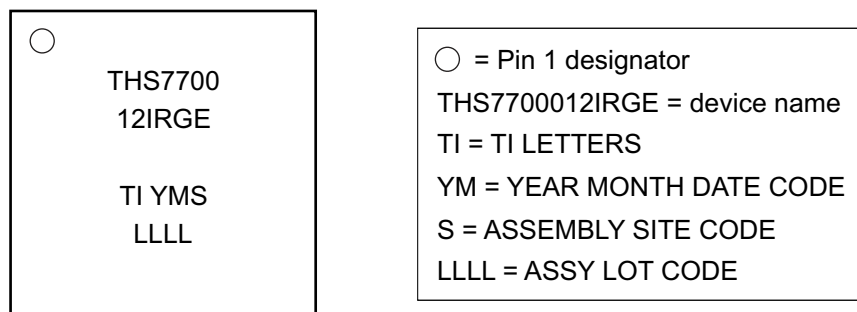 THS7700
12IRGE
TI YMS
LLLL
= Pin 1 designator
THS7700012IRGE = device name
TI = TI LETTERS
YM = YEAR MONTH DATE CODE
S = ASSEMBLY SITE CODE
LLLL = ASSY LOT CODE